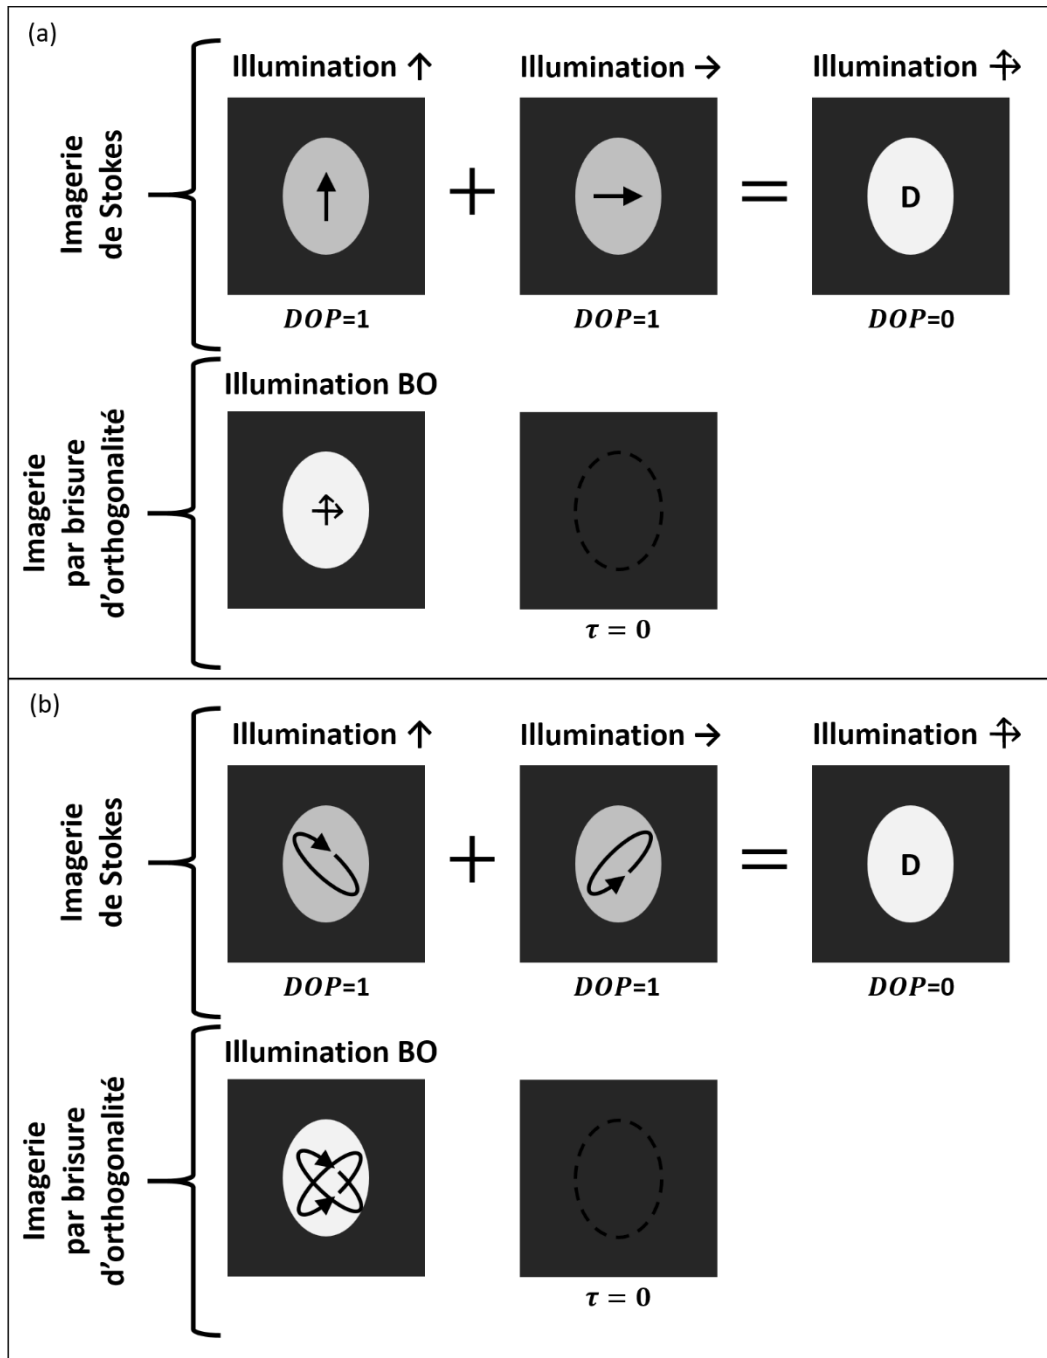 (a)
Imagerie
de Stokes
Illumination ↑
Illumination →
Illumination
+
=
D
DOP=1
DOP=1
DOP=0
Imagerie
par brisure
d'orthogonalité
Illumination BO
τ = 0
(b)
Imagerie
de Stokes
Illumination ↑
Illumination →
Illumination
+
=
D
DOP=1
DOP=1
DOP=0
Imagerie
par brisure
d'orthogonalité
Illumination BO
τ = 0